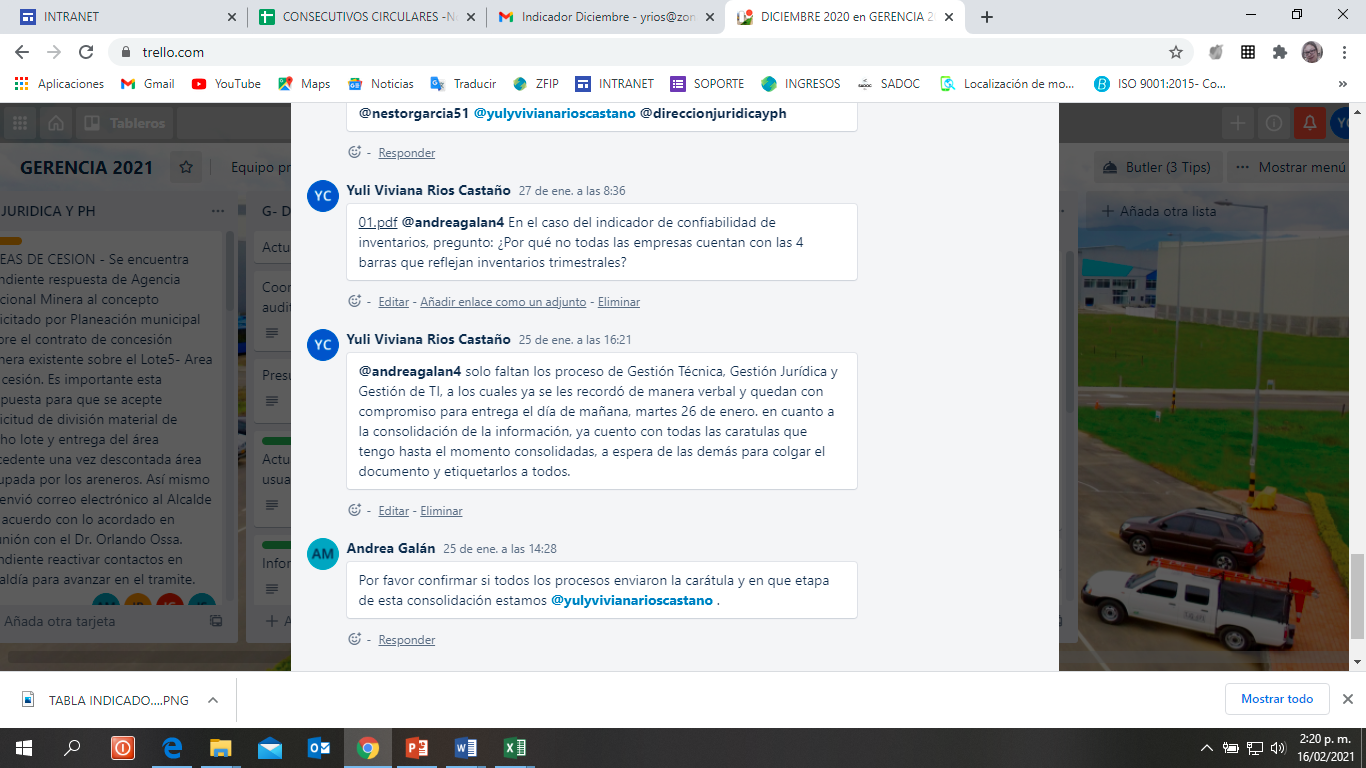 INTRANET
CONSECUTIVOS CIRCULARES -N
Indicador Diciembre - yrios@zon
DICIEMBRE 2020 en GERENCIA 2
trello.com
Aplicaciones
Gmail
YouTube
Maps
Noticias
Traducir
ZFIP
INTRANET
SOPORTE
INGRESOS
SADOC
Localización de mo...
ISO 9001:2015- Co...
»
Tableros
GERENCIA 2021
Equipo pr
Butler (3 Tips)
Mostrar menú
JURIDICA Y PH
EAS DE CESION - Se encuentra
ndiente respuesta de Agencia
cional Minera al concepto
icitado por Planeación municipal
bre el contrato de concesión
nera existente sobre el Lote5- Area
cesión. Es importante esta
puesta para que se acepte
icitud de división material de
ho lote y entrega del área
cedente una vez descontada área
upada por los areneros. Así mismo
envió correo electrónico al Alcalde
acuerdo con lo acordado en
unión con el Dr. Orlando Ossa.
ndiente reactivar contactos en
aldía para avanzar en el tramite.
Añada otra tarjeta
G- D
Actu
Coor
audit
Presu
Actu
usua
Infor
+ A
@nestorgarcia51 @yulyvivianarioscastano @direccionjuridicayph
- Responder
YC
Yuli Viviana Rios Castaño 27 de ene. a las 8:36
01.pdf @andreagalan4 En el caso del indicador de confiabilidad de
inventarios, pregunto: ¿Por qué no todas las empresas cuentan con las 4
barras que reflejan inventarios trimestrales?
- Editar - Añadir enlace como un adjunto - Eliminar
YC
Yuli Viviana Rios Castaño 25 de ene. a las 16:21
@andreagalan4 solo faltan los proceso de Gestión Técnica, Gestión Jurídica y
Gestión de TI, a los cuales ya se les recordó de manera verbal y quedan con
compromiso para entrega el día de mañana, martes 26 de enero. en cuanto a
la consolidación de la información, ya cuento con todas las caratulas que
tengo hasta el momento consolidadas, a espera de las demás para colgar el
documento y etiquetarlos a todos.
- Editar - Eliminar
AM
Andrea Galán 25 de ene. a las 14:28
Por favor confirmar si todos los procesos enviaron la carátula y en que etapa
de esta consolidación estamos @yulyvivianarioscastano .
- Responder
+ Añada otra lista
TABLA INDICADO....PNG
Mostrar todo
2:20 p. m.
16/02/2021